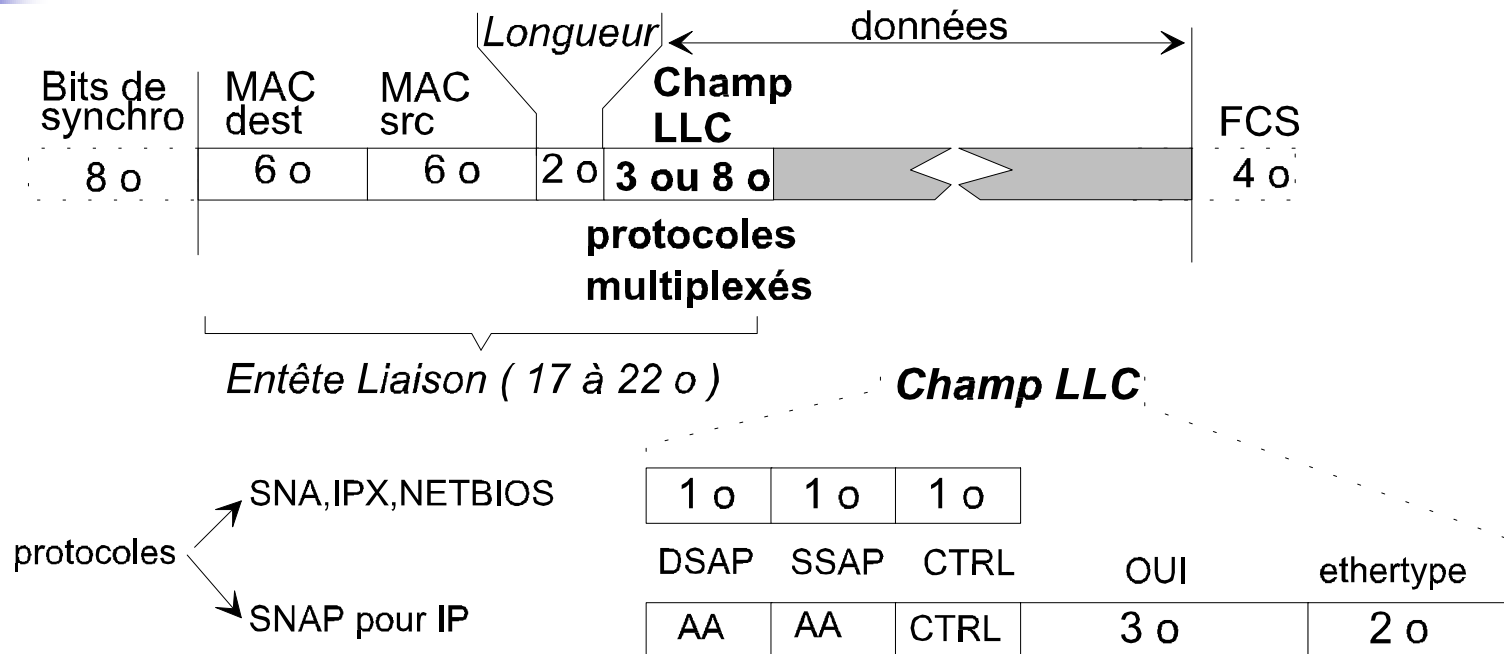 Longueur
données
Bits de synchro
MAC dest
MAC src
Champ LLC
FCS
8 o
6 o
6 o
2 o
3 ou 8 o
4 o
protocoles multiplexés
Entête Liaison ( 17 à 22 o )
Champ LLC
SNA,IPX,NETBIOS
1 o
1 o
1 o
protocoles
DSAP
SSAP
CTRL
OUI
ethertype
SNAP pour IP
AA
AA
CTRL
3 o
2 o